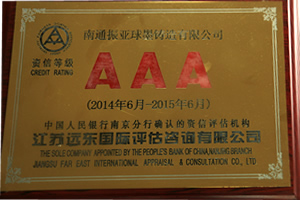 南通振亚球墨铸造有限公司
资信等级
CREDIT RATING
AAA
(2014年6月-2015年6月)
中国人民银行南京分行确认的资信评估机构
江苏远东国际评估咨询有限公司
THE SOLE COMPANY APPOINTED BY THE PEOPLE'S BANK OF CHINA, NANJING BRANCH
JIANGSU FAR EAST INTERNATIONAL APPRAISAL & CONSULTATION CO., LTD